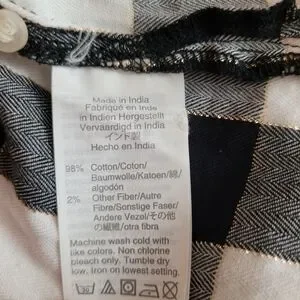 Made in India
Fabriqué en Inde
in Indien Hergestellt
Vervaardigd in India
インド製
Hecho en India
98% Cotton/Coton/
Baumwolle/Katoen/綿/
algodón
2% Other Fiber/Autre
Fibre/Sonstige Faser/
Andere Vezel/その他
の繊維/otra fibra
Machine wash cold with
like colors. Non chlorine
bleach only. Tumble dry
low. Iron on lowest setting.